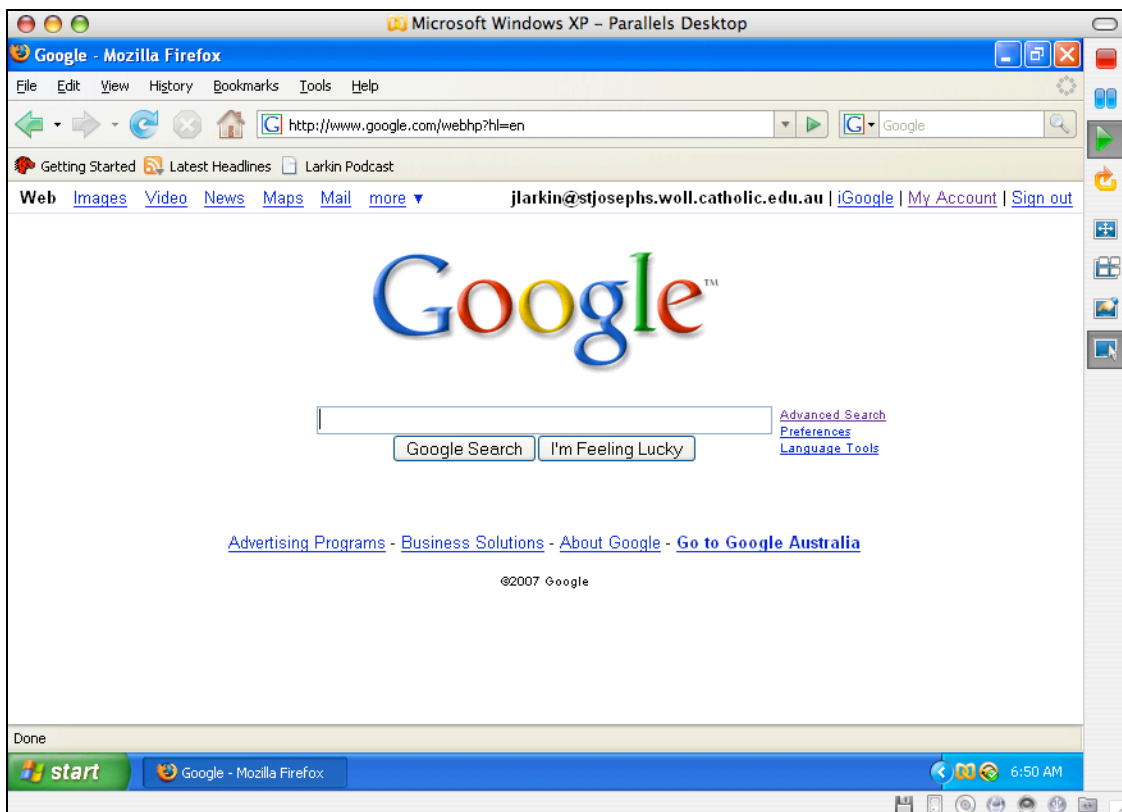 Microsoft Windows XP – Parallels Desktop
Google - Mozilla Firefox
File Edit View History Bookmarks Tools Help
G http://www.google.com/webhp?hl=en G Google
Getting Started Latest Headlines Larkin Podcast
Web Images Video News Maps Mail more ▼ jlarkin@stjosephs.woll.catholic.edu.au | iGoogle | My Account | Sign out
Google™
Advanced Search
Preferences
Google Search I'm Feeling Lucky Language Tools
Advertising Programs - Business Solutions - About Google - Go to Google Australia
©2007 Google
Done
start Google - Mozilla Firefox 6:50 AM